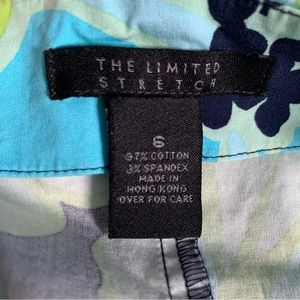 THE LIMITED
STRETCH
6
97% COTTON
3% SPANDEX
MADE IN
HONG KONG
OVER FOR CARE